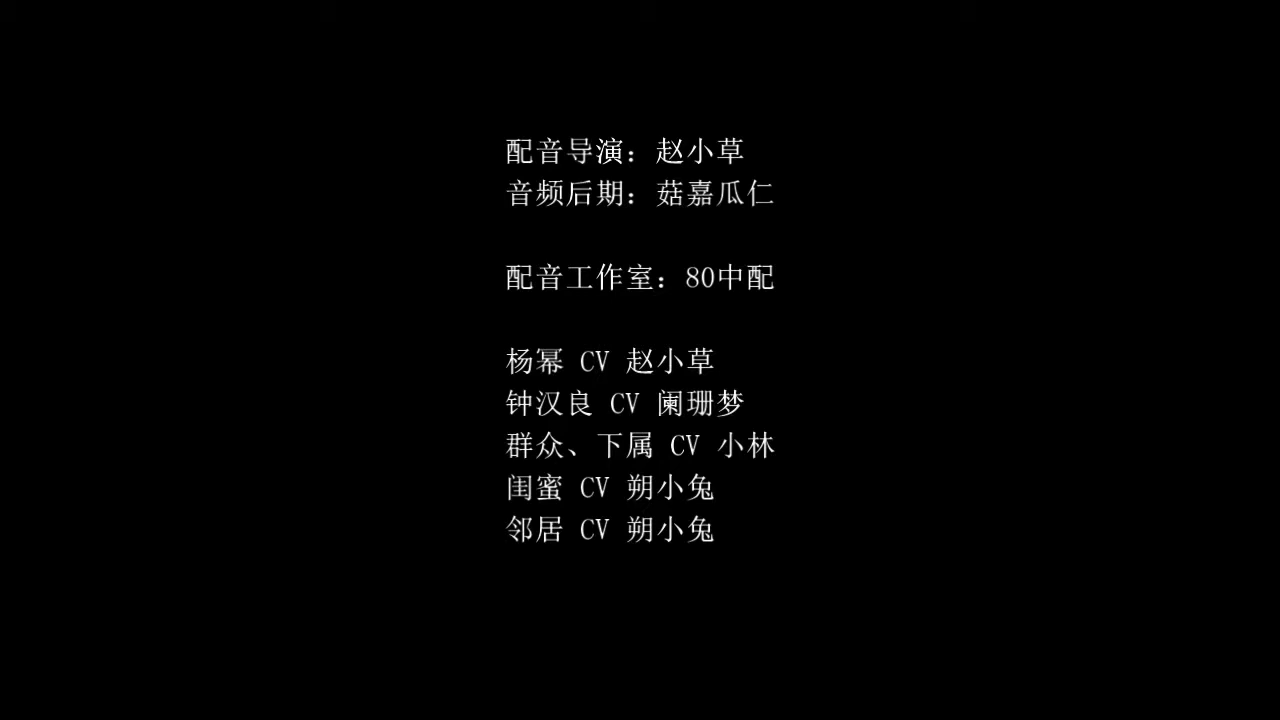 配音导演：赵小草
音频后期：菇嘉瓜仁
配音工作室：80中配
杨幂 CV 赵小草
钟汉良 CV 阑珊梦
群众、下属 CV 小林
闺蜜 CV 朔小兔
邻居 CV 朔小兔